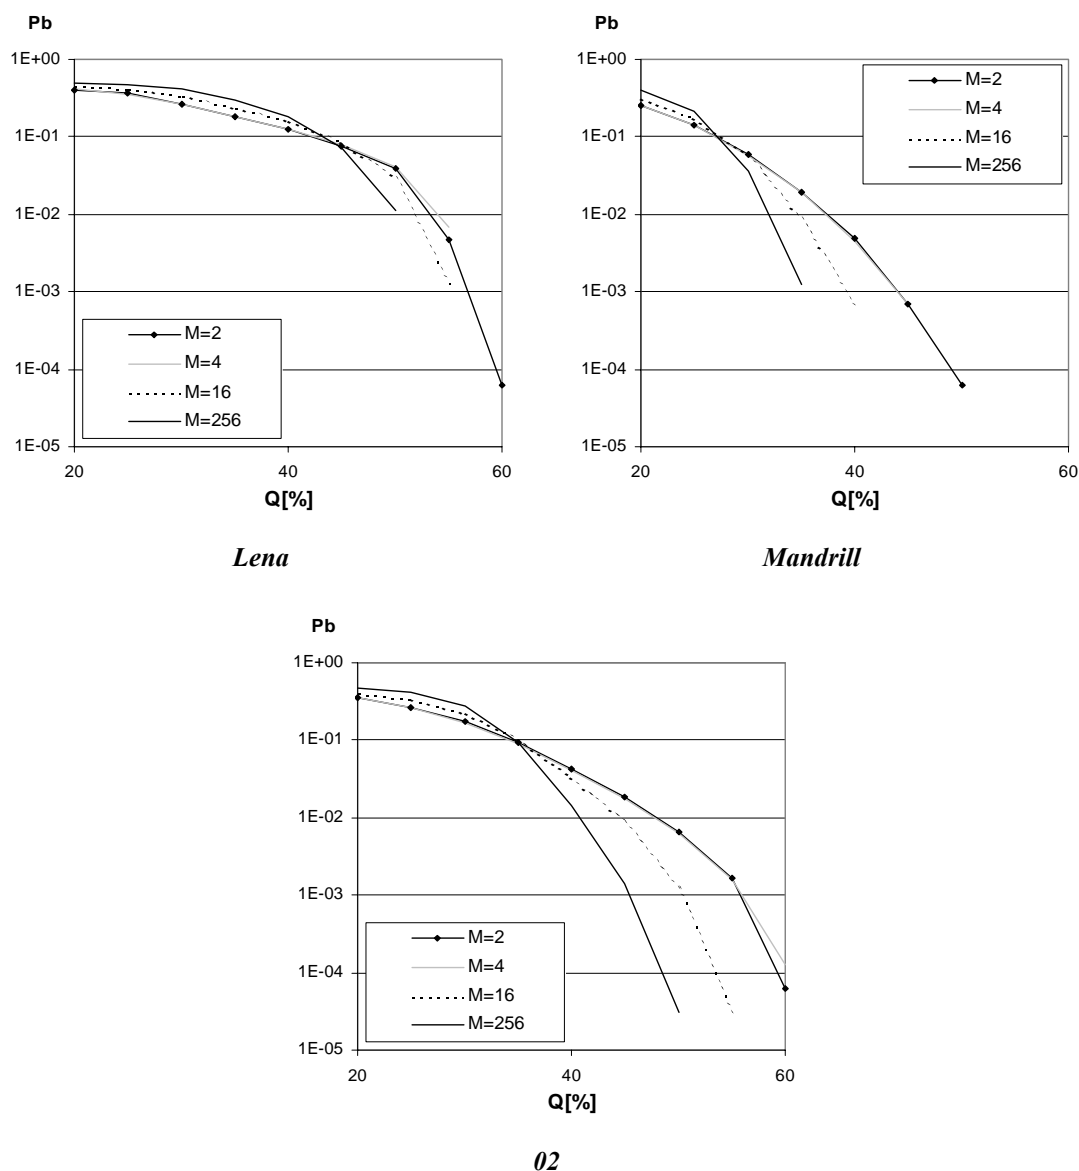 Pb
1E+00
1E-01
1E-02
1E-03
1E-04
1E-05
20
40
60
Q[%]
M=2
M=4
M=16
M=256
Lena
Pb
1E+00
1E-01
1E-02
1E-03
1E-04
1E-05
20
40
60
Q[%]
M=2
M=4
M=16
M=256
Mandrill
Pb
1E+00
1E-01
1E-02
1E-03
1E-04
1E-05
20
40
60
Q[%]
M=2
M=4
M=16
M=256
02